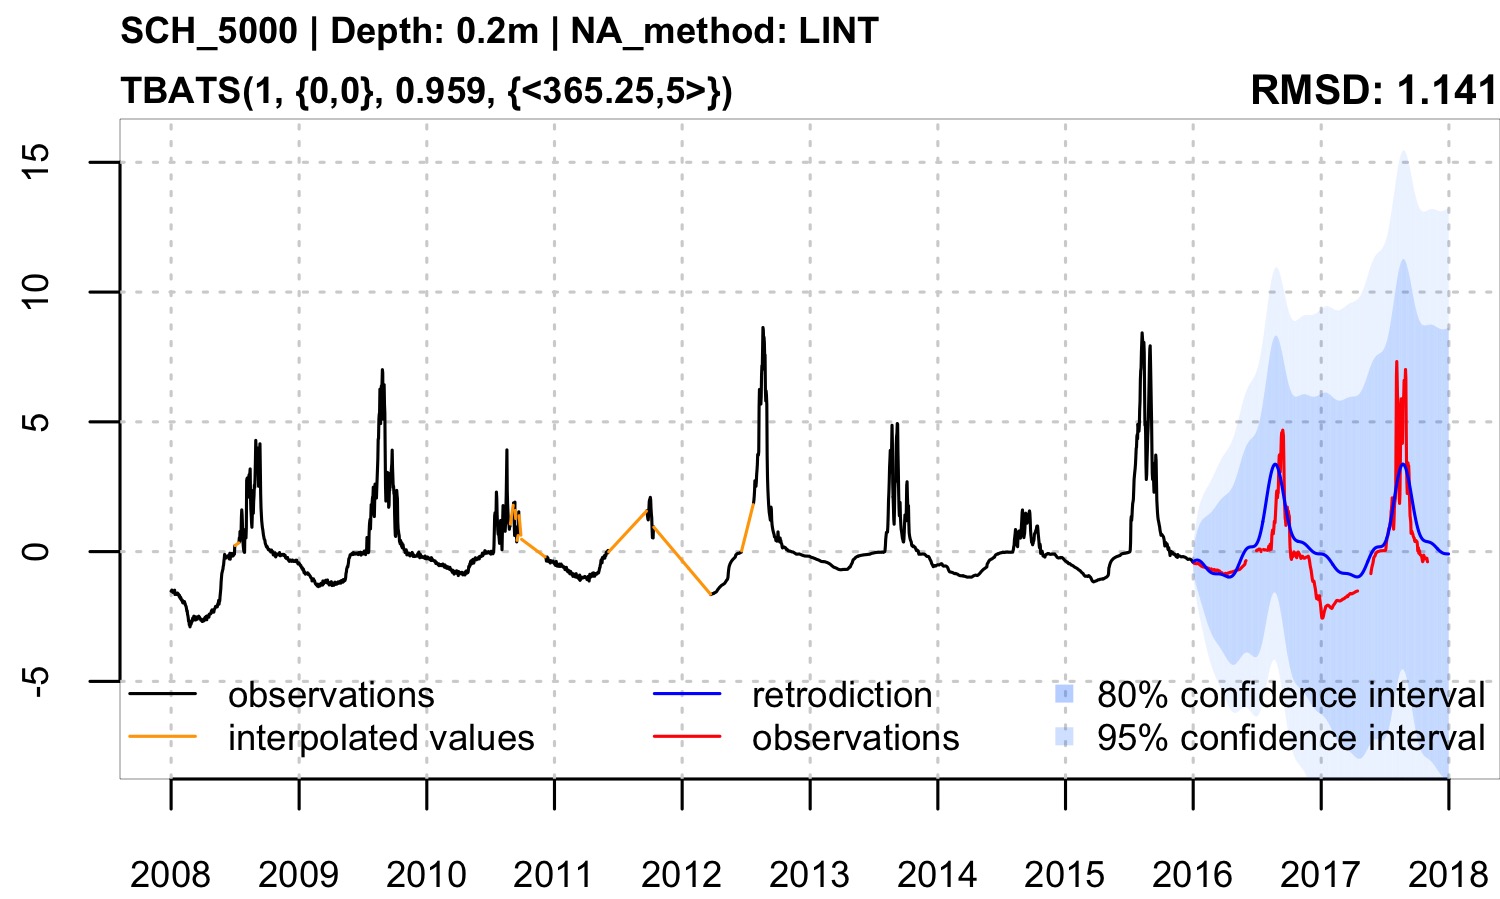 SCH_5000 | Depth: 0.2m | NA_method: LINT
TBATS(1, {0,0}, 0.959, {<365.25,5>})
RMSD: 1.141
15
10
5
0
-5
observations
retrodiction
80% confidence interval
interpolated values
observations
95% confidence interval
2008 2009 2010 2011 2012 2013 2014 2015 2016 2017 2018